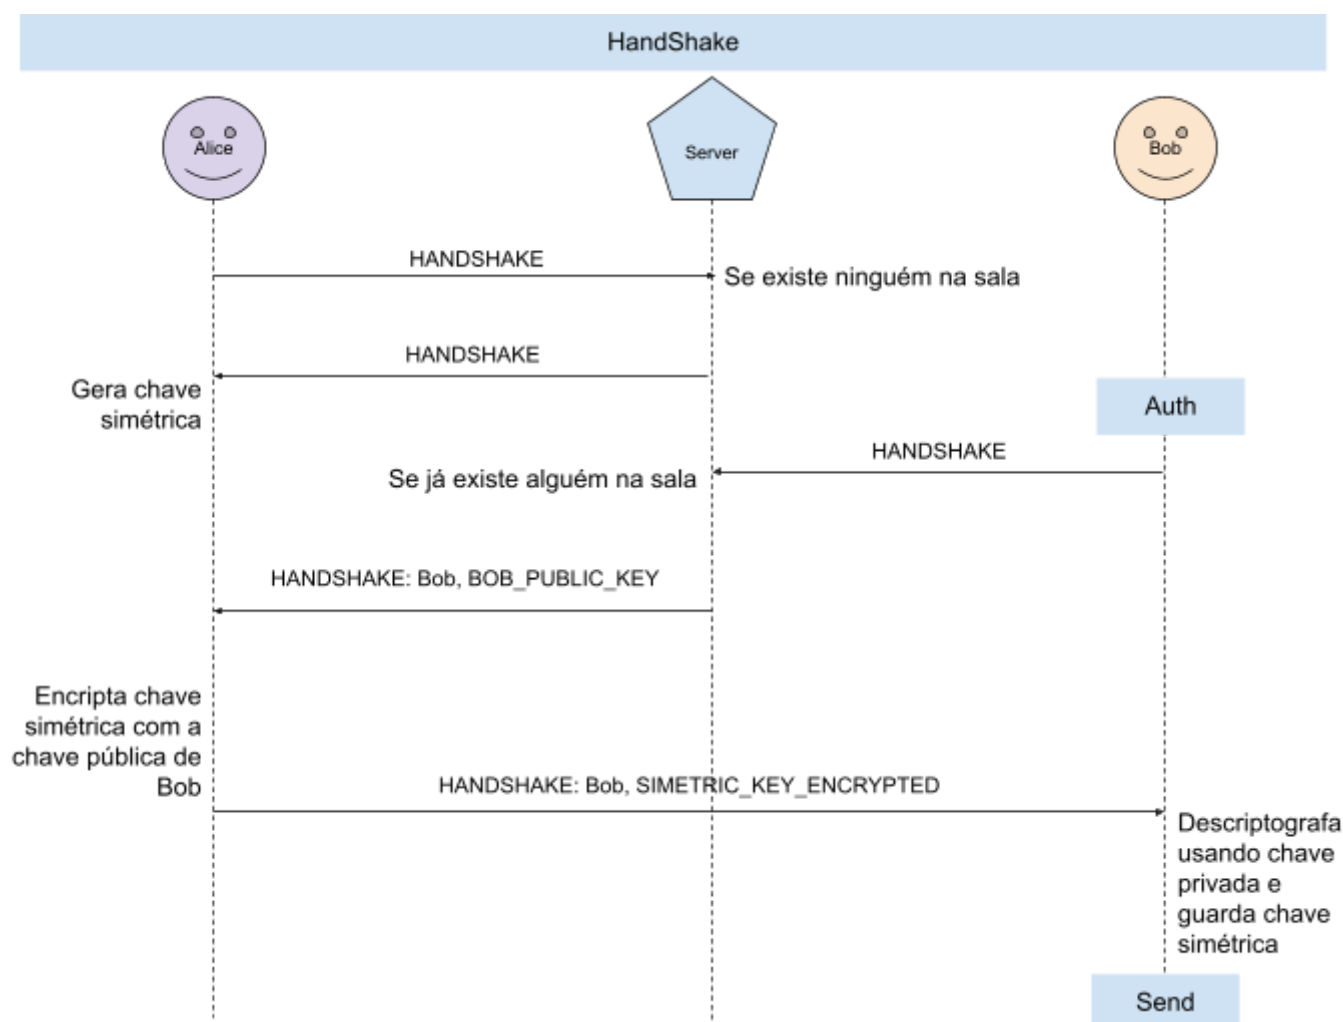 HandShake
Alice
Server
Bob
HANDSHAKE
Se existe ninguém na sala
HANDSHAKE
Gera chave
simétrica
Auth
HANDSHAKE
Se já existe alguém na sala
HANDSHAKE: Bob, BOB_PUBLIC_KEY
Encripta chave
simétrica com a
chave pública de
Bob
HANDSHAKE: Bob, SIMETRIC_KEY_ENCRYPTED
Descriptografa
usando chave
privada e
guarda chave
simétrica
Send